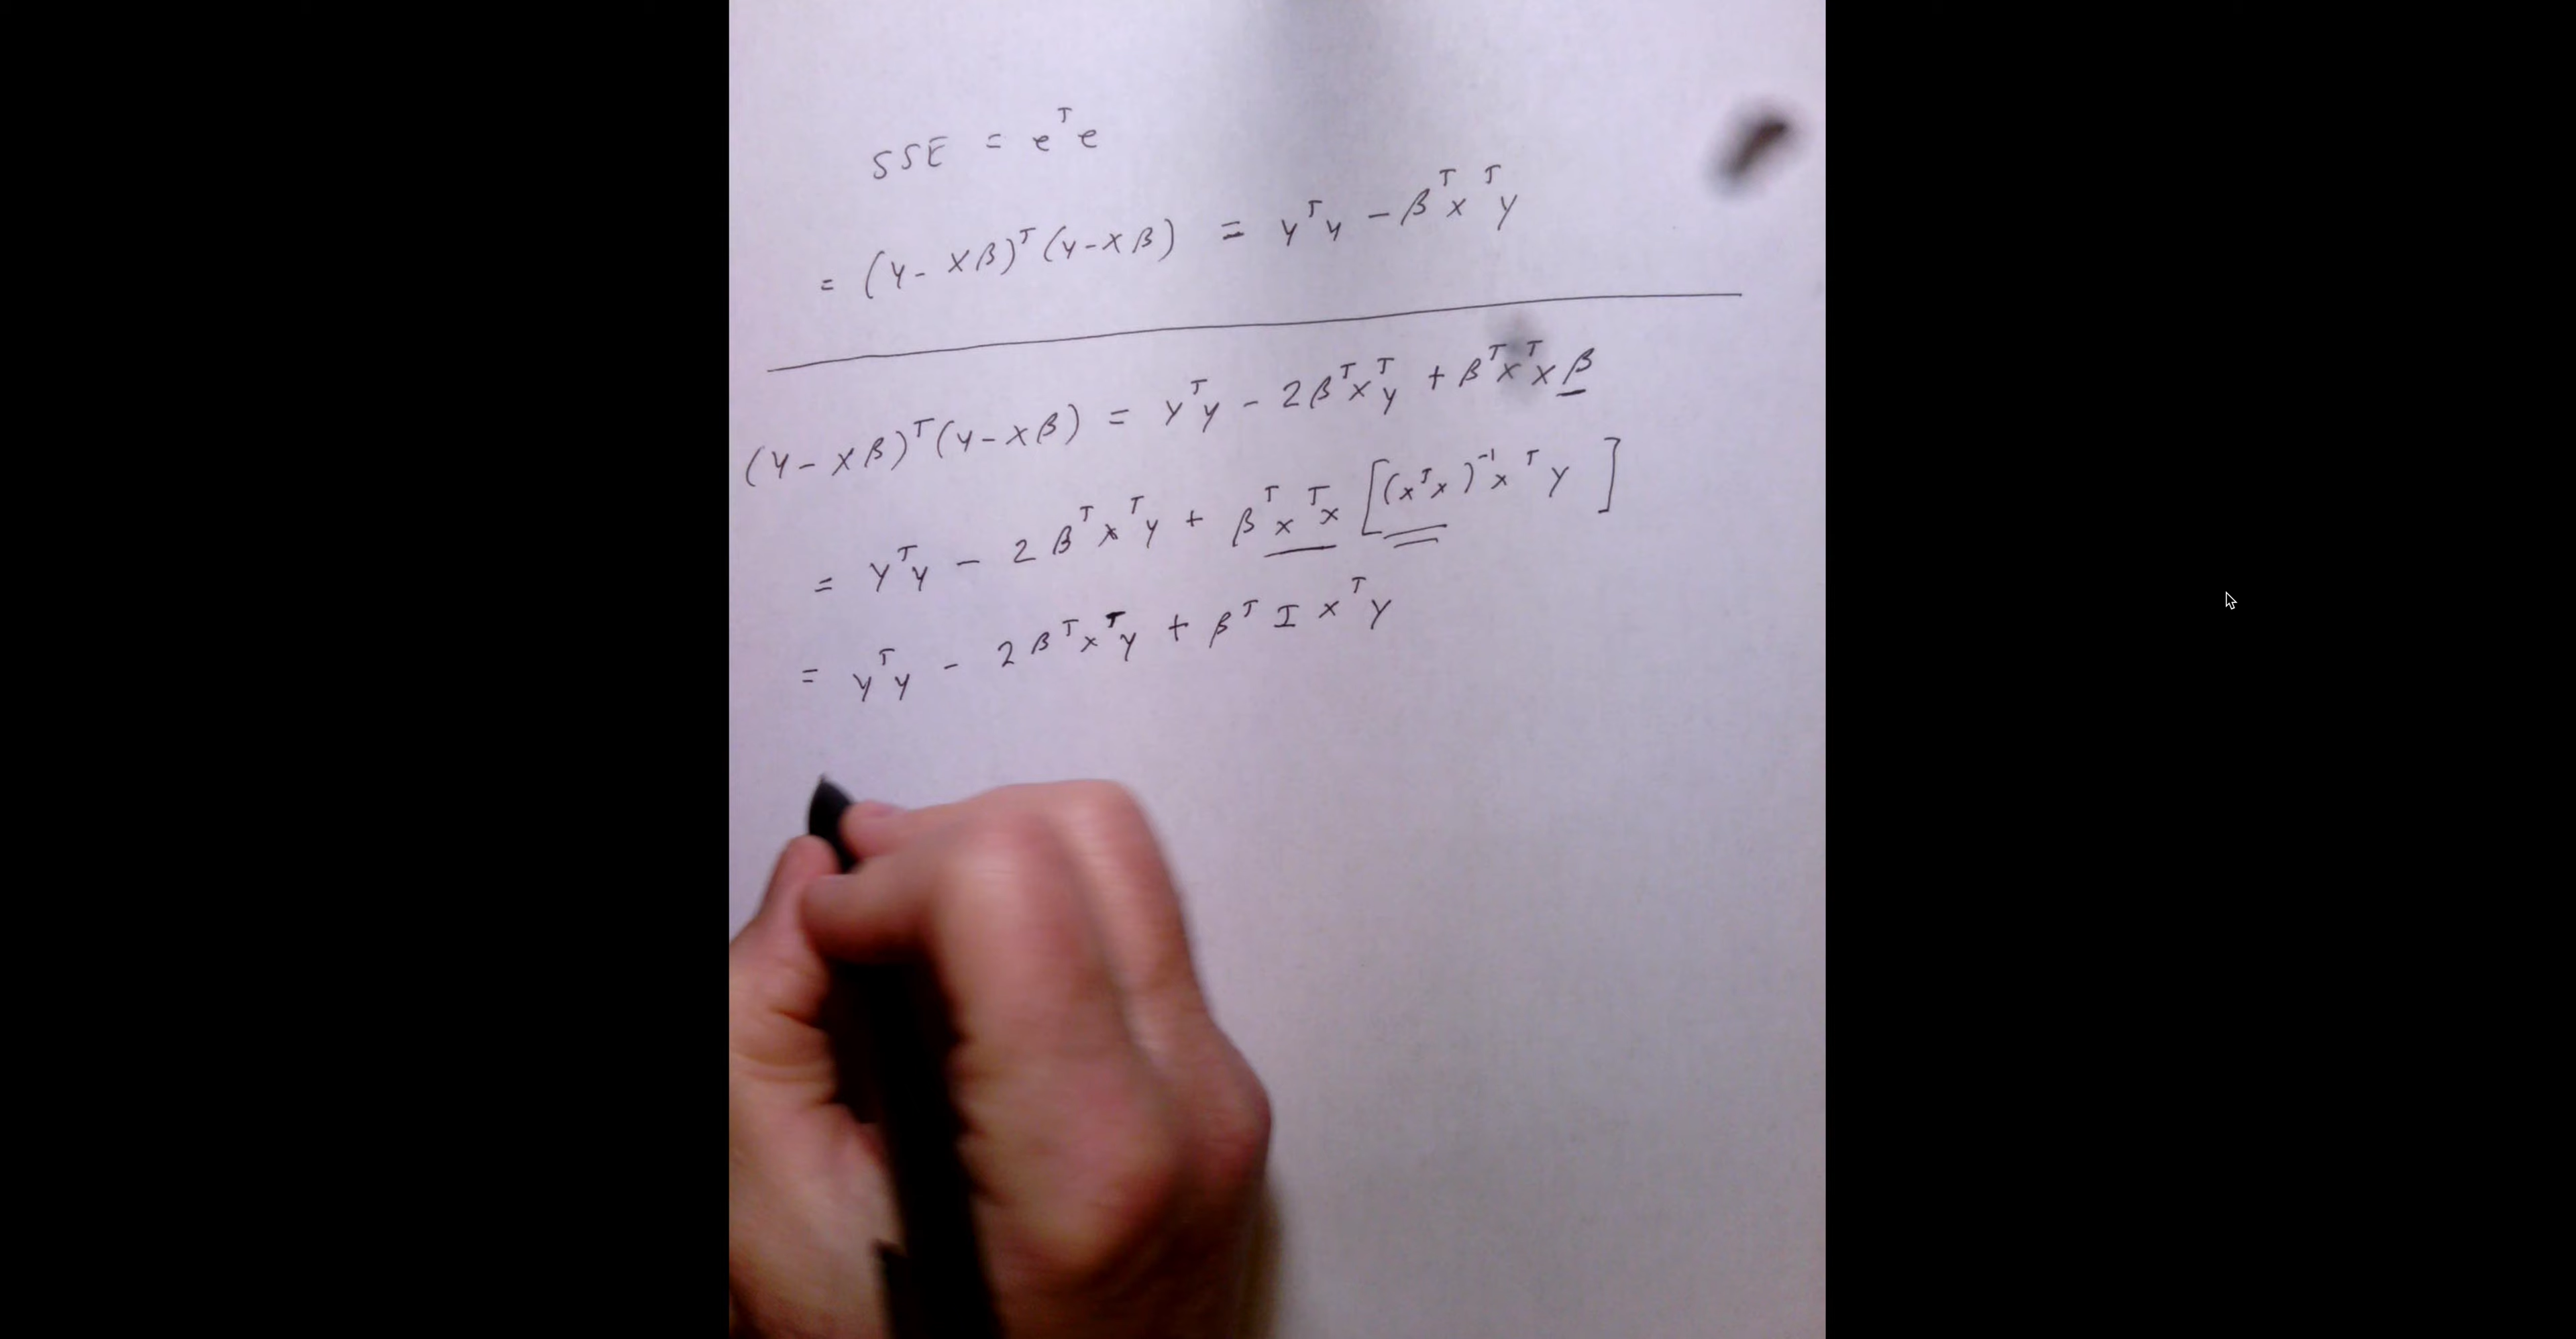 SSE = eᵀe
= (y - Xβ)ᵀ(y - Xβ) = yᵀy - βᵀXᵀy
(y - Xβ)ᵀ(y - Xβ) = yᵀy - 2βᵀXᵀy + βᵀXᵀXβ
= yᵀy - 2βᵀXᵀy + βᵀXᵀX[(XᵀX)⁻¹Xᵀy]
= yᵀy - 2βᵀXᵀy + βᵀIXᵀy